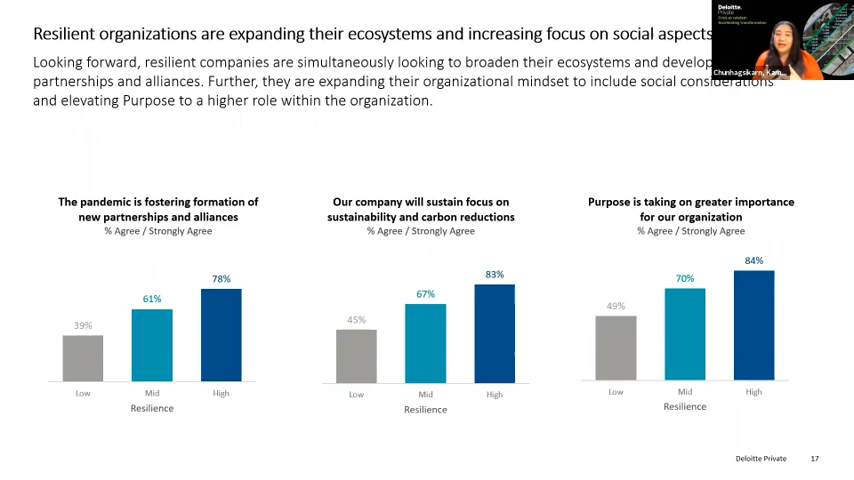 Resilient organizations are expanding their ecosystems and increasing focus on social aspects
Looking forward, resilient companies are simultaneously looking to broaden their ecosystems and develop
partnerships and alliances. Further, they are expanding their organizational mindset to include social considerations
and elevating Purpose to a higher role within the organization.
Deloitte.
Private
Crisis as catalyst:
Accelerating transformation
Chunhagsikarn, Kam...
The pandemic is fostering formation of
new partnerships and alliances
% Agree / Strongly Agree
39%
61%
78%
Low
Mid
High
Resilience
Our company will sustain focus on
sustainability and carbon reductions
% Agree / Strongly Agree
45%
67%
83%
Low
Mid
High
Resilience
Purpose is taking on greater importance
for our organization
% Agree / Strongly Agree
49%
70%
84%
Low
Mid
High
Resilience
Deloitte Private
17